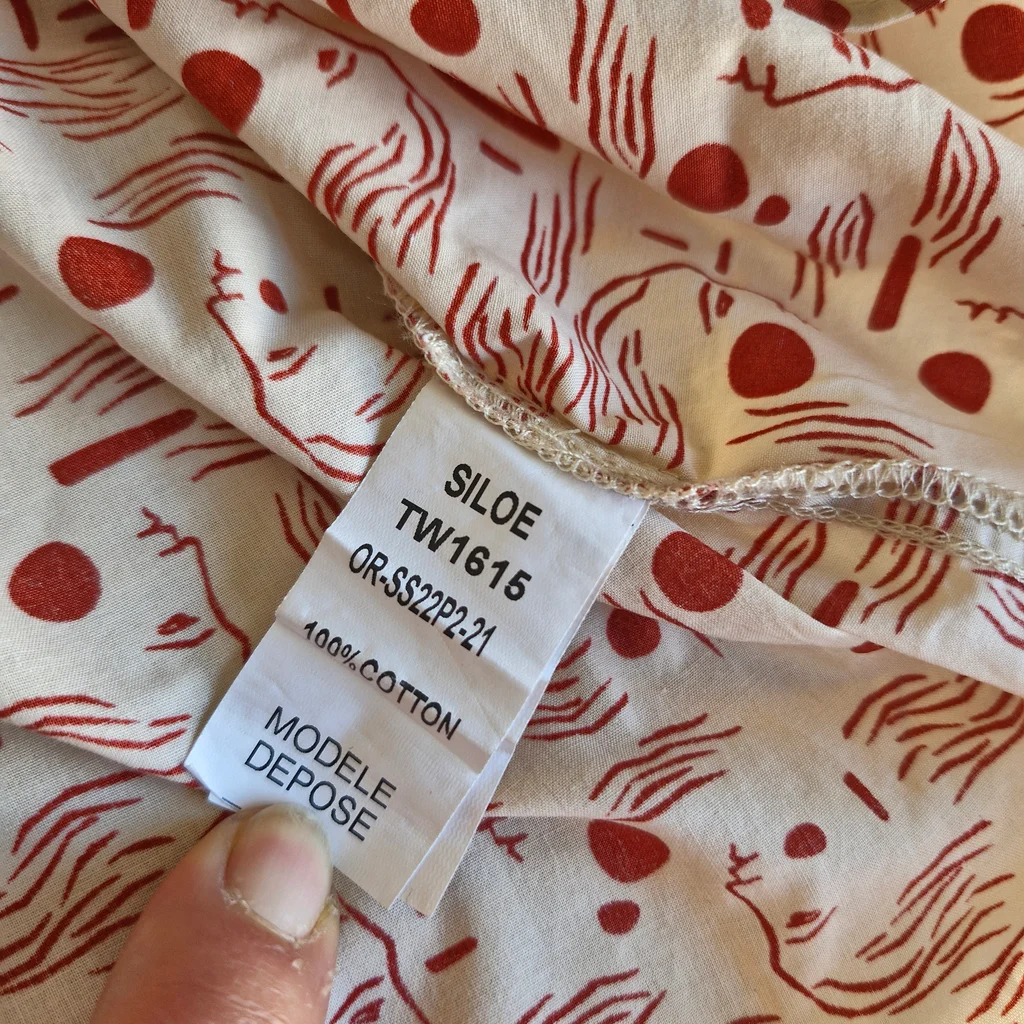 SILOE
TW1615
OR-SS22P2-21
100% COTTON
MODELE
DEPOSE